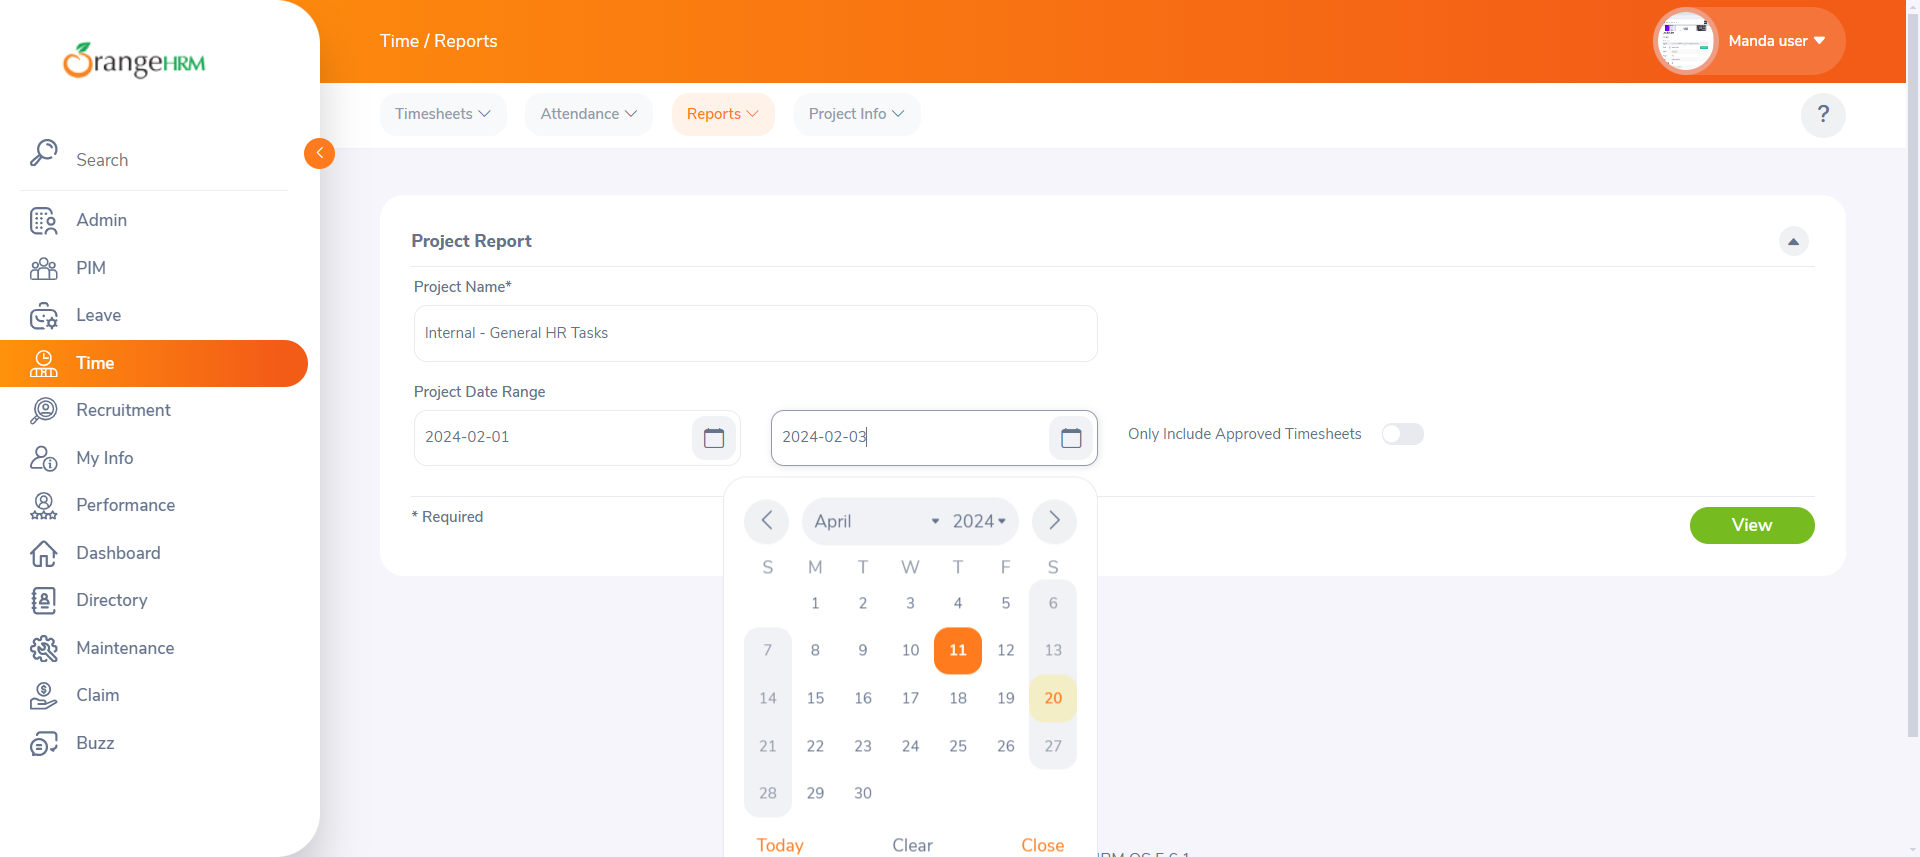 OrangeHRM
Time / Reports
Manda user
Timesheets
Attendance
Reports
Project Info
?
Search
Admin
PIM
Leave
Time
Recruitment
My Info
Performance
Dashboard
Directory
Maintenance
Claim
Buzz
Project Report
Project Name*
Internal - General HR Tasks
Project Date Range
2024-02-01
2024-02-03
Only Include Approved Timesheets
* Required
View
April 2024
S M T W T F S
1 2 3 4 5 6
7 8 9 10 11 12 13
14 15 16 17 18 19 20
21 22 23 24 25 26 27
28 29 30
Today Clear Close